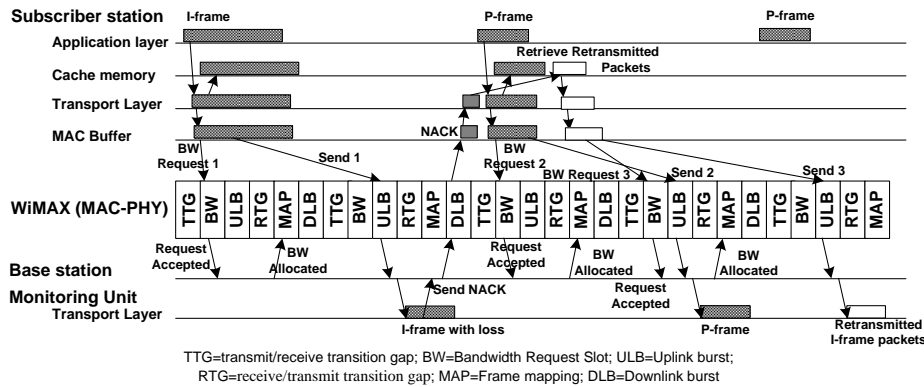 Subscriber station
I-frame
P-frame
P-frame
Application layer
Retrieve Retransmitted
Packets
Cache memory
Transport Layer
NACK
MAC Buffer
BW
Request 1
Send 1
BW
Request 2
BW Request 3
Send 2
Send 3
WiMAX (MAC-PHY)
TTG BW ULB RTG MAP DLB TTG BW ULB RTG MAP DLB TTG BW ULB RTG MAP DLB TTG BW ULB RTG MAP DLB TTG BW ULB RTG MAP
Request
Accepted
BW
Allocated
Request
Accepted
BW
Allocated
Request
Accepted
BW
Allocated
Base station
Send NACK
Monitoring Unit
Transport Layer
I-frame with loss
P-frame
Retransmitted
I-frame packets
TTG=transmit/receive transition gap; BW=Bandwidth Request Slot; ULB=Uplink burst;
RTG=receive/transmit transition gap; MAP=Frame mapping; DLB=Downlink burst